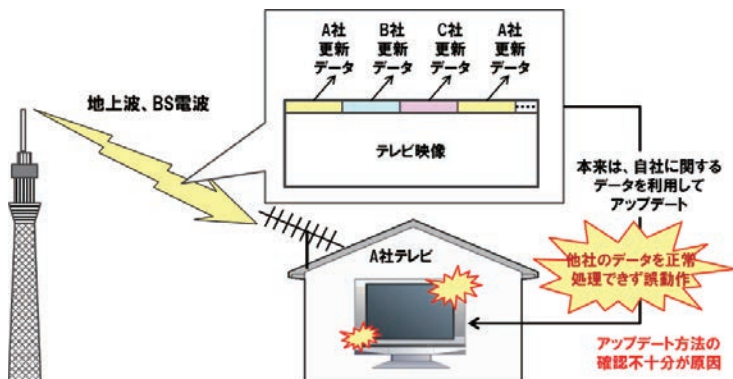 A社
更新
データ
B社
更新
データ
C社
更新
データ
A社
更新
データ
地上波、BS電波
テレビ映像
本来は、自社に関する
データを利用して
アップデート
A社テレビ
他社のデータを正常
処理できず誤動作
アップデート方法の
確認不十分が原因